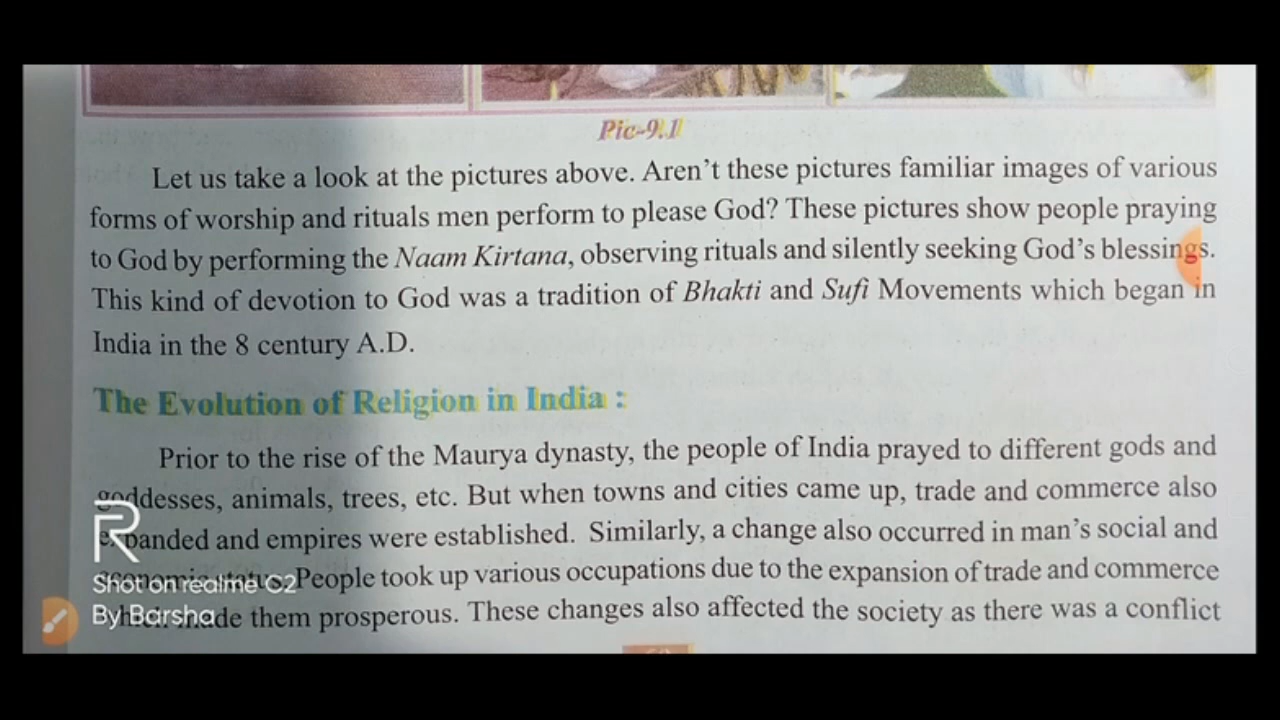 Pic-9.1
Let us take a look at the pictures above. Aren't these pictures familiar images of various
forms of worship and rituals men perform to please God? These pictures show people praying
to God by performing the Naam Kirtana, observing rituals and silently seeking God's blessings.
This kind of devotion to God was a tradition of Bhakti and Sufi Movements which began in
India in the 8 century A.D.
The Evolution of Religion in India :
Prior to the rise of the Maurya dynasty, the people of India prayed to different gods and
goddesses, animals, trees, etc. But when towns and cities came up, trade and commerce also
expanded and empires were established. Similarly, a change also occurred in man's social and
People took up various occupations due to the expansion of trade and commerce
made them prosperous. These changes also affected the society as there was a conflict
R
Shot on realme C2
By Barsha